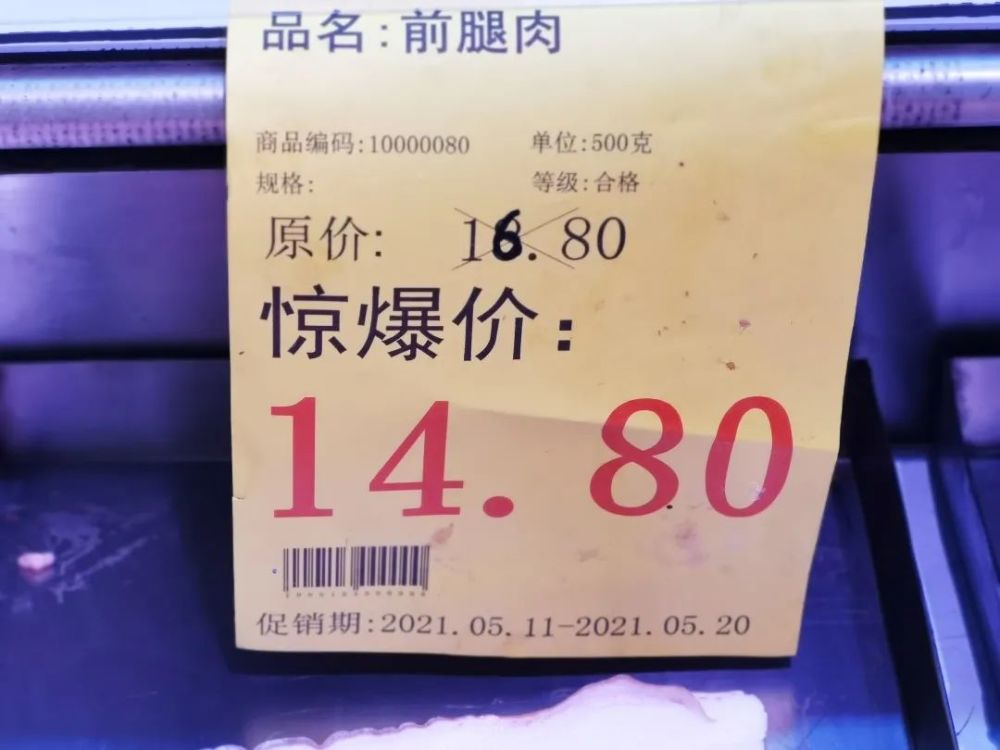 品名:前腿肉
商品编码:10000080 单位:500克
规格: 等级:合格
原价: 16.80
惊爆价:
14.80
促销期:2021.05.11-2021.05.20